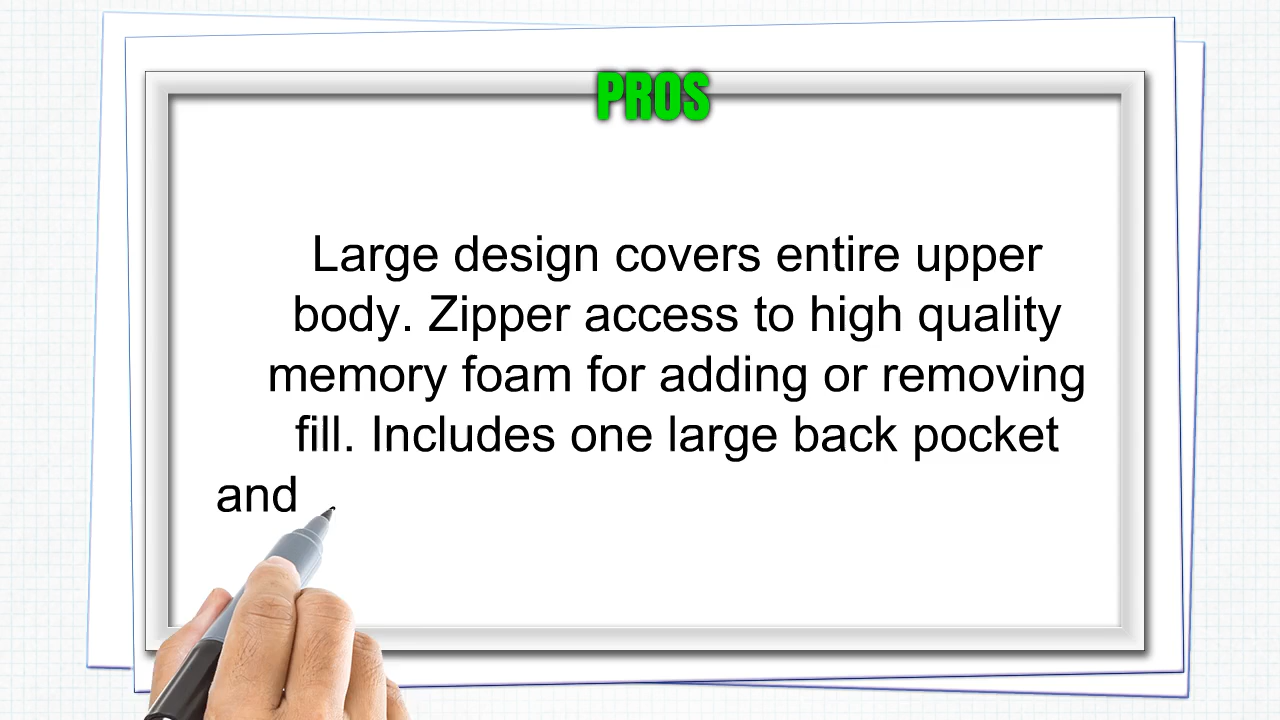 PROS
Large design covers entire upper
body. Zipper access to high quality
memory foam for adding or removing
fill. Includes one large back pocket
and